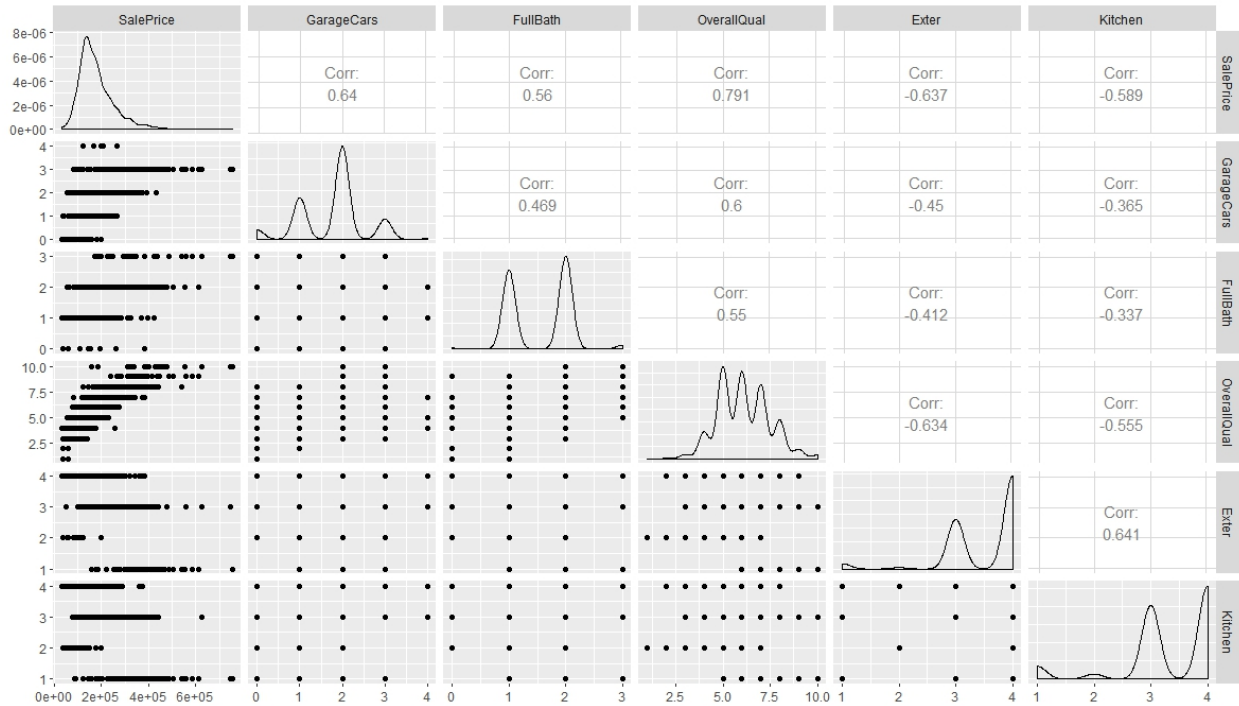 SalePrice GarageCars FullBath OverallQual Exter Kitchen
8e-06
6e-06
4e-06
2e-06
0e+00
Corr:
0.64
Corr:
0.56
Corr:
0.791
Corr:
-0.637
Corr:
-0.589
SalePrice
4
3
2
1
0
Corr:
0.469
Corr:
0.6
Corr:
-0.45
Corr:
-0.365
GarageCars
3
2
1
0
Corr:
0.55
Corr:
-0.412
Corr:
-0.337
FullBath
10.0
7.5
5.0
2.5
Corr:
-0.634
Corr:
-0.555
OverallQual
4
3
2
1
Corr:
0.641
Exter
4
3
2
1
Kitchen
0e+00 2e+05 4e+05 6e+05 0 1 2 3 4 0 1 2 3 2.5 5.0 7.5 10.0 1 2 3 4 1 2 3 4